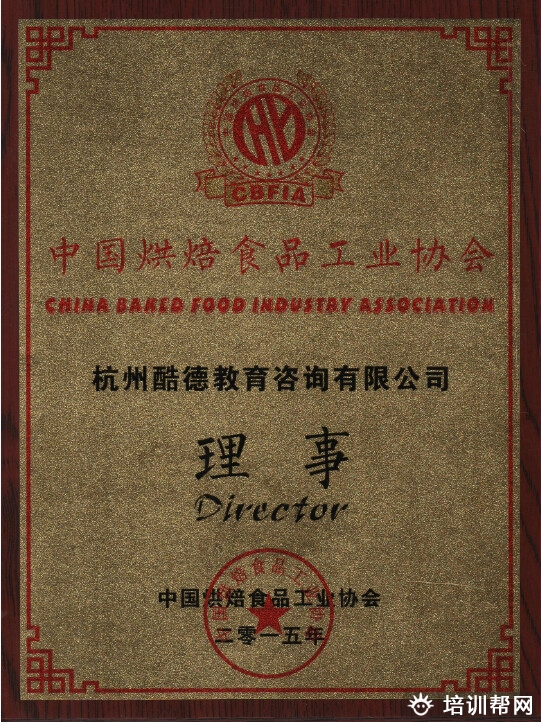 CBFIA
中国烘焙食品工业协会
CHINA BAKED FOOD INDUSTRY ASSOCIATION
杭州酷德教育咨询有限公司
理事
Director
中国烘焙食品工业协会
二零一五年
培训帮网